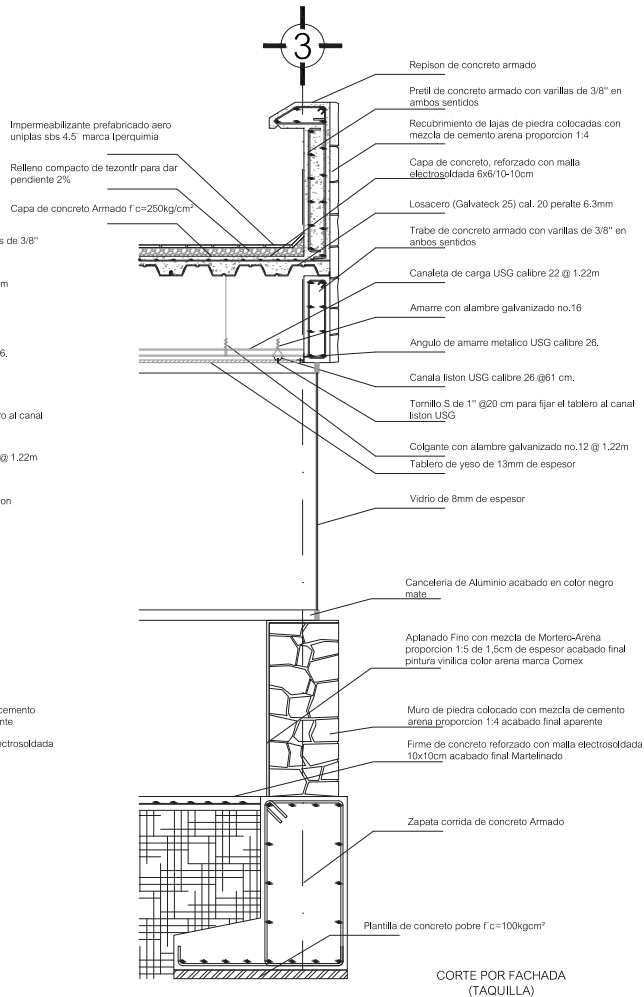 3
Repison de concreto armado
Pretil de concreto armado con varillas de 3/8" en
ambos sentidos
Recubrimiento de lajas de piedra colocadas con
mezcla de cemento arena proporcion 1:4
Capa de concreto, reforzado con malla
electrosoldada 6x6/10-10cm
Losacero (Galvateck 25) cal. 20 peralte 6.3mm
Trabe de concreto armado con varillas de 3/8" en
anbos sentidos
Canaleta de carga USG calibre 22 @ 1.22m
Amarre con alambre galvanizado no.16
Angulo de amarre metalico USG calibre 26.
Canala liston USG calibre 26 @61 cm.
Tornillo S de 1" @20 cm para fijar el tablero al canal
liston USG
Colgante con alambre galvanizado no.12 @ 1.22m
Tablero de yeso de 13mm de espesor
Vidrio de 8mm de espesor
Canceleria de Aluminio acabado en color negro
mate
Aplanado Fino con mezcla de Mortero-Arena
proporcion 1:5 de 1,5cm de espesor acabado final
pintura vinilica color arena marca Comex
Muro de piedra colocado con mezcla de cemento
arena proporcion 1:4 acabado final aparente
Firme de concreto reforzado con malla electrosoldada
10x10cm acabado final Martelinado
Zapata corrida de concreto Armado
Plantilla de concreto pobre f´c=100kgcm²
Impermeabilizante prefabricado aero
uniplas sbs 4.5¨ marca Iperquimia
Relleno compacto de tezontlr para dar
pendiente 2%
Capa de concreto Armado f´c=250kg/cm²
s de 3/8"
m
6.
ro al canal
@ 1.22m
on
cemento
nte
ectrosoldada
CORTE POR FACHADA
(TAQUILLA)